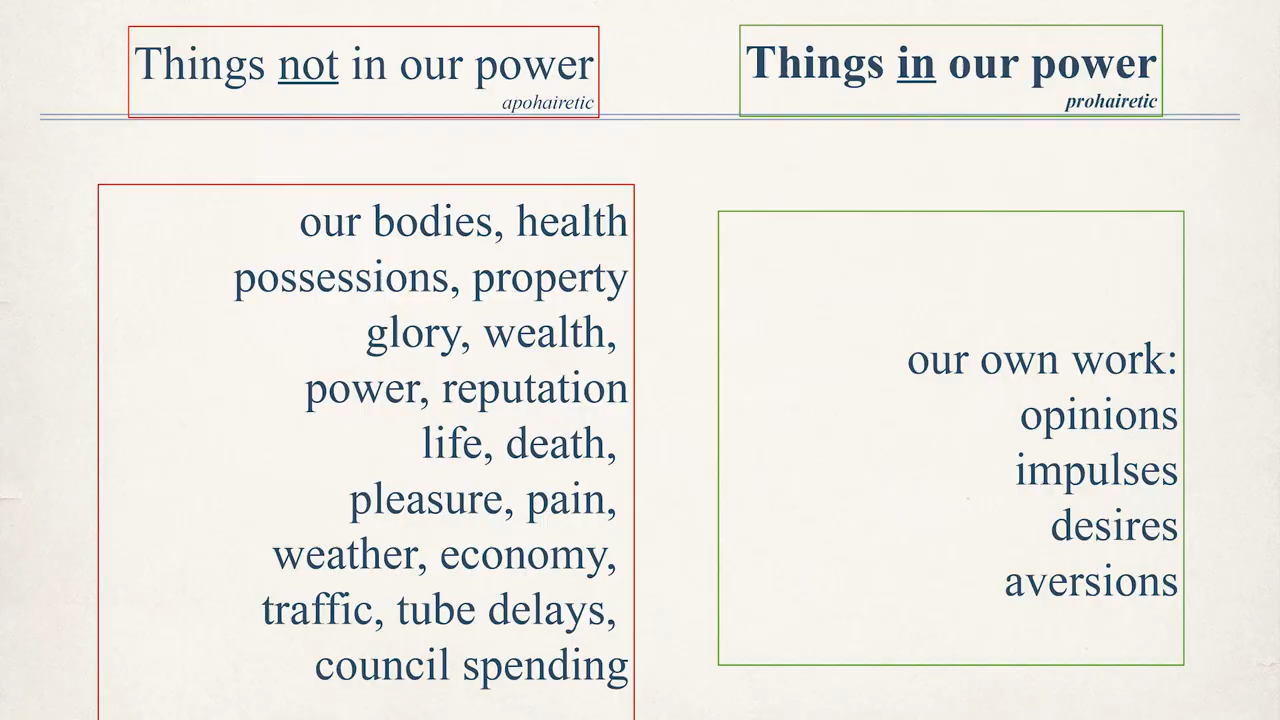 Things not in our power
apohairetic
our bodies, health
possessions, property
glory, wealth,
power, reputation
life, death,
pleasure, pain,
weather, economy,
traffic, tube delays,
council spending
Things in our power
prohairetic
our own work:
opinions
impulses
desires
aversions